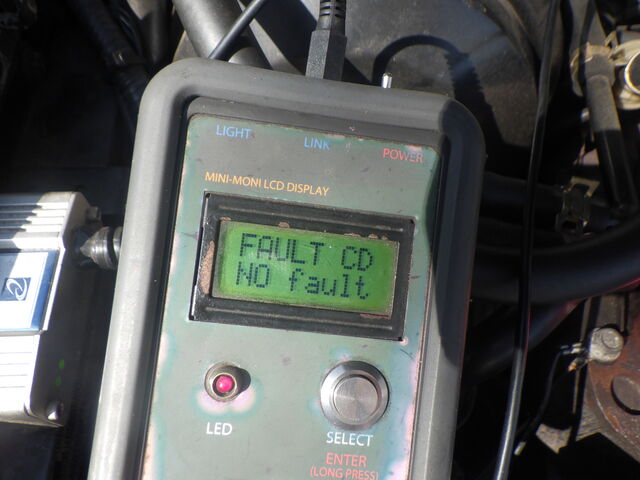 LIGHT
LINK
POWER
MINI-MONI LCD DISPLAY
FAULT CD
NO fault
LED
SELECT
ENTER
(LONG PRESS)